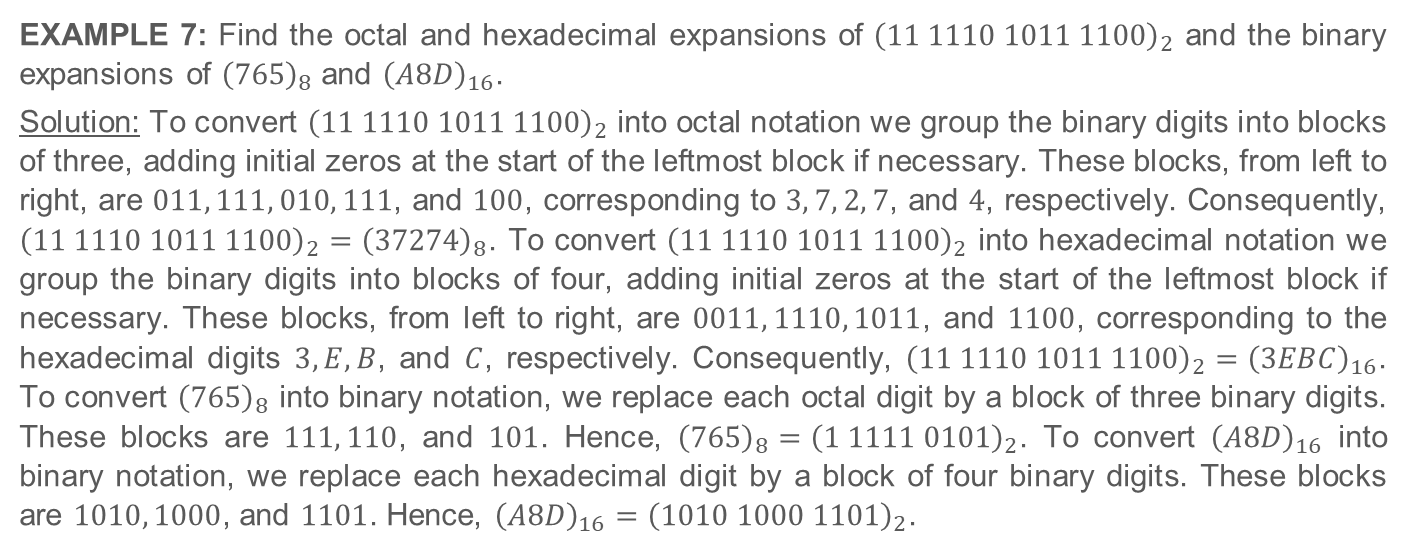 EXAMPLE 7: Find the octal and hexadecimal expansions of (11 1110 1011 1100)₂ and the binary
expansions of (765)₈ and (A8D)₁₆.
Solution: To convert (11 1110 1011 1100)₂ into octal notation we group the binary digits into blocks
of three, adding initial zeros at the start of the leftmost block if necessary. These blocks, from left to
right, are 011, 111, 010, 111, and 100, corresponding to 3, 7, 2, 7, and 4, respectively. Consequently,
(11 1110 1011 1100)₂ = (37274)₈. To convert (11 1110 1011 1100)₂ into hexadecimal notation we
group the binary digits into blocks of four, adding initial zeros at the start of the leftmost block if
necessary. These blocks, from left to right, are 0011, 1110, 1011, and 1100, corresponding to the
hexadecimal digits 3, E, B, and C, respectively. Consequently, (11 1110 1011 1100)₂ = (3EBC)₁₆.
To convert (765)₈ into binary notation, we replace each octal digit by a block of three binary digits.
These blocks are 111, 110, and 101. Hence, (765)₈ = (1 1111 0101)₂. To convert (A8D)₁₆ into
binary notation, we replace each hexadecimal digit by a block of four binary digits. These blocks
are 1010, 1000, and 1101. Hence, (A8D)₁₆ = (1010 1000 1101)₂.